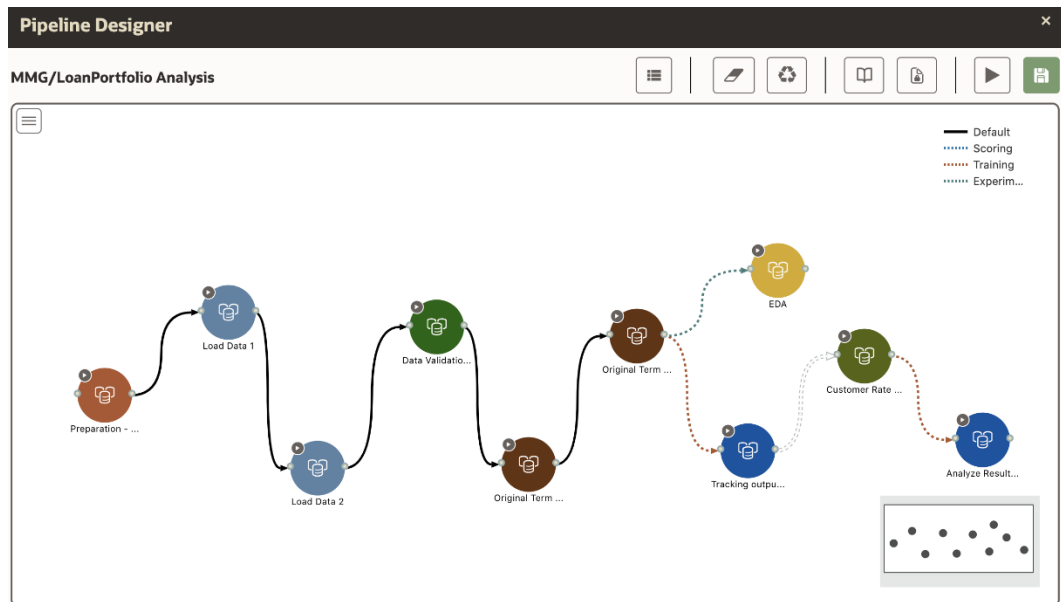 Pipeline Designer
×
MMG/LoanPortfolio Analysis
Default
Scoring
Training
Experim...
EDA
Load Data 1
Data Validatio...
Original Term ...
Customer Rate ...
Preparation - ...
Load Data 2
Original Term ...
Tracking outpu...
Analyze Result...